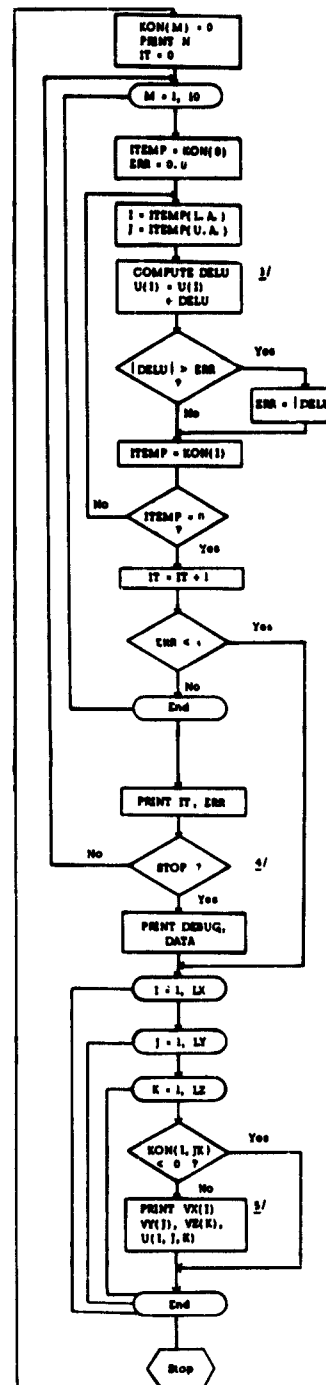 KON(M) = 0
PRINT N
IT = 0
M = 1, 10
ITEMP = KON(0)
ERR = 0.0
I = ITEMP(L.A.)
J = ITEMP(U.A.)
COMPUTE DELU
U(I) = U(I)
+ DELU
3/
|DELU| > ERR
?
Yes
ERR = |DELU
No
ITEMP = KON(I)
No
ITEMP = n
?
Yes
IT = IT + 1
ERR <
Yes
No
End
PRINT IT, ERR
No
STOP ?
4/
Yes
PRINT DEBUG,
DATA
I = 1, LX
J = 1, LY
K = 1, LZ
KON(I,JK)
< 0 ?
Yes
No
PRINT VX(I)
VY(J), VZ(K),
U(I,J,K)
5/
End
Stop